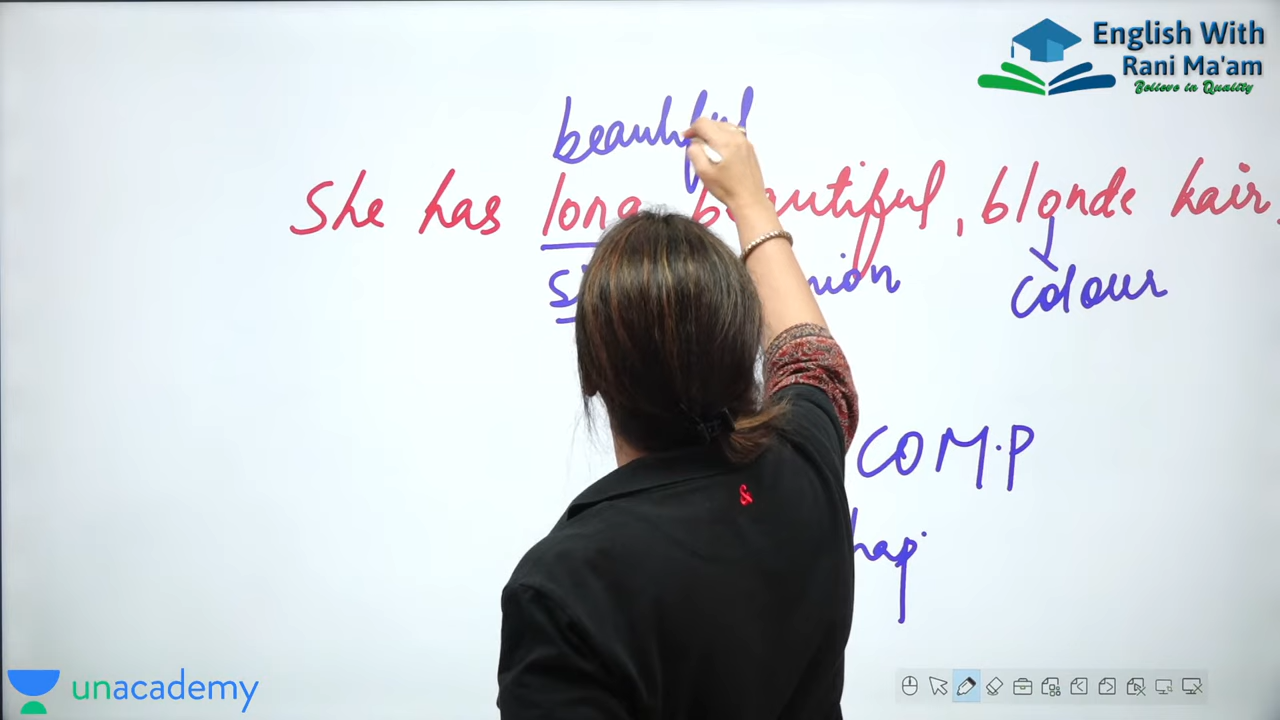 English With
Rani Ma'am
Believe in Quality
beautiful
She has long beautiful, blonde hair.
colour
COM.P
unacademy